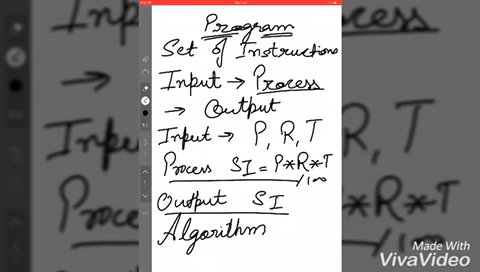 Program
Set of Instructions
Input → Process
→ Output
Input → P, R, T
Process SI = P*R*T/100
Output SI
Algorithm
Made With
VivaVideo